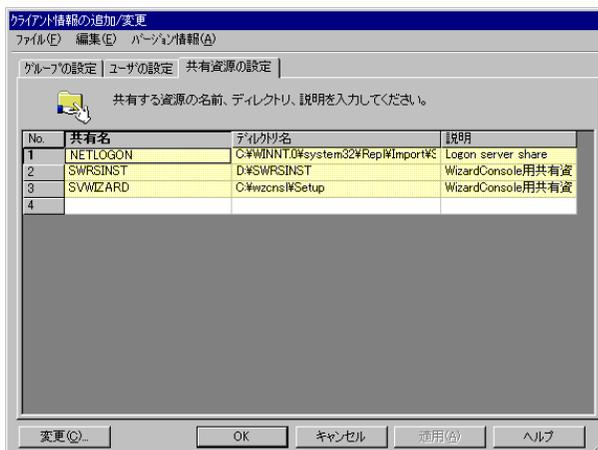 クライアント情報の追加/変更
ファイル(F) 編集(E) バージョン情報(A)
グループの設定 ユーザの設定 共有資源の設定
共有する資源の名前、ディレクトリ、説明を入力してください。
No. 共有名 ディレクトリ名 説明
1 NETLOGON C:¥WINNT.0¥system32¥Repl¥Import¥S Logon server share
2 SWRSINST D:¥SWRSINST WizardConsole用共有資
3 SVWIZARD C:¥wzcnsl¥Setup WizardConsole用共有資
4
変更(C)... OK キャンセル 適用(A) ヘルプ